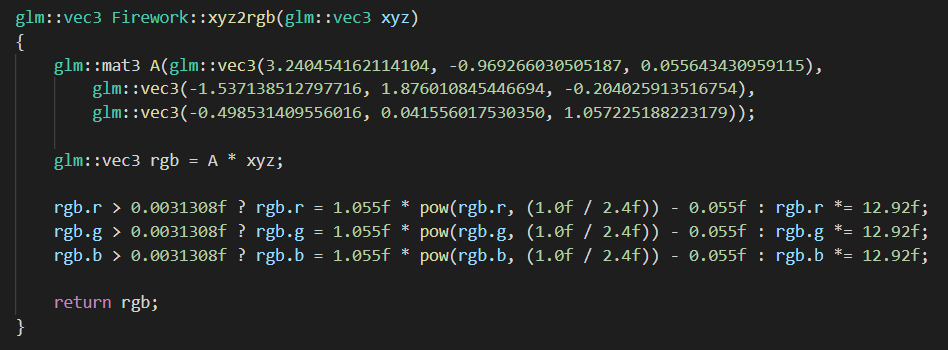 glm::vec3 Firework::xyz2rgb(glm::vec3 xyz)
{
    glm::mat3 A(glm::vec3(3.240454162114104, -0.969266030505187, 0.055643430959115),
        glm::vec3(-1.537138512797716, 1.876010845446694, -0.204025913516754),
        glm::vec3(-0.498531409556016, 0.041556017530350, 1.057225188223179));
    glm::vec3 rgb = A * xyz;
    rgb.r > 0.0031308f ? rgb.r = 1.055f * pow(rgb.r, (1.0f / 2.4f)) - 0.055f : rgb.r *= 12.92f;
    rgb.g > 0.0031308f ? rgb.g = 1.055f * pow(rgb.g, (1.0f / 2.4f)) - 0.055f : rgb.g *= 12.92f;
    rgb.b > 0.0031308f ? rgb.b = 1.055f * pow(rgb.b, (1.0f / 2.4f)) - 0.055f : rgb.b *= 12.92f;
    return rgb;
}